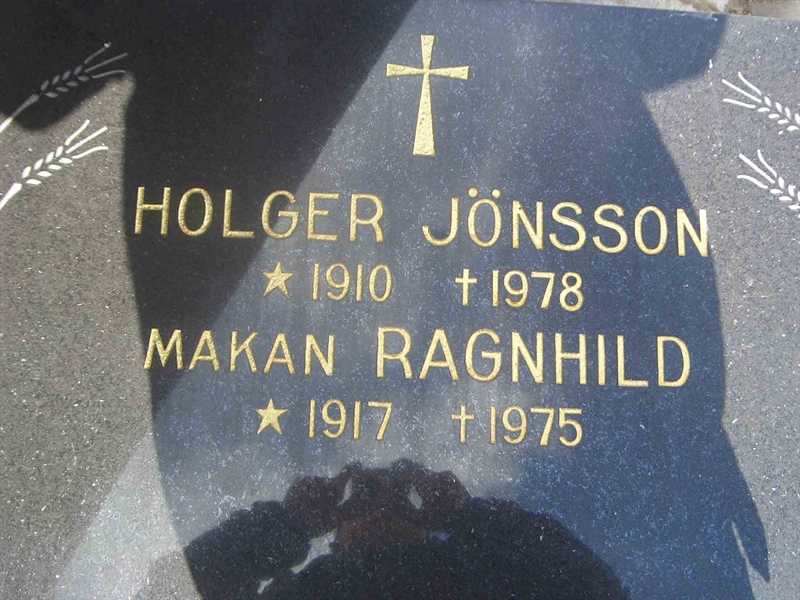 HOLGER JÖNSSON
★ 1910 † 1978
MAKAN RAGNHILD
★ 1917 † 1975